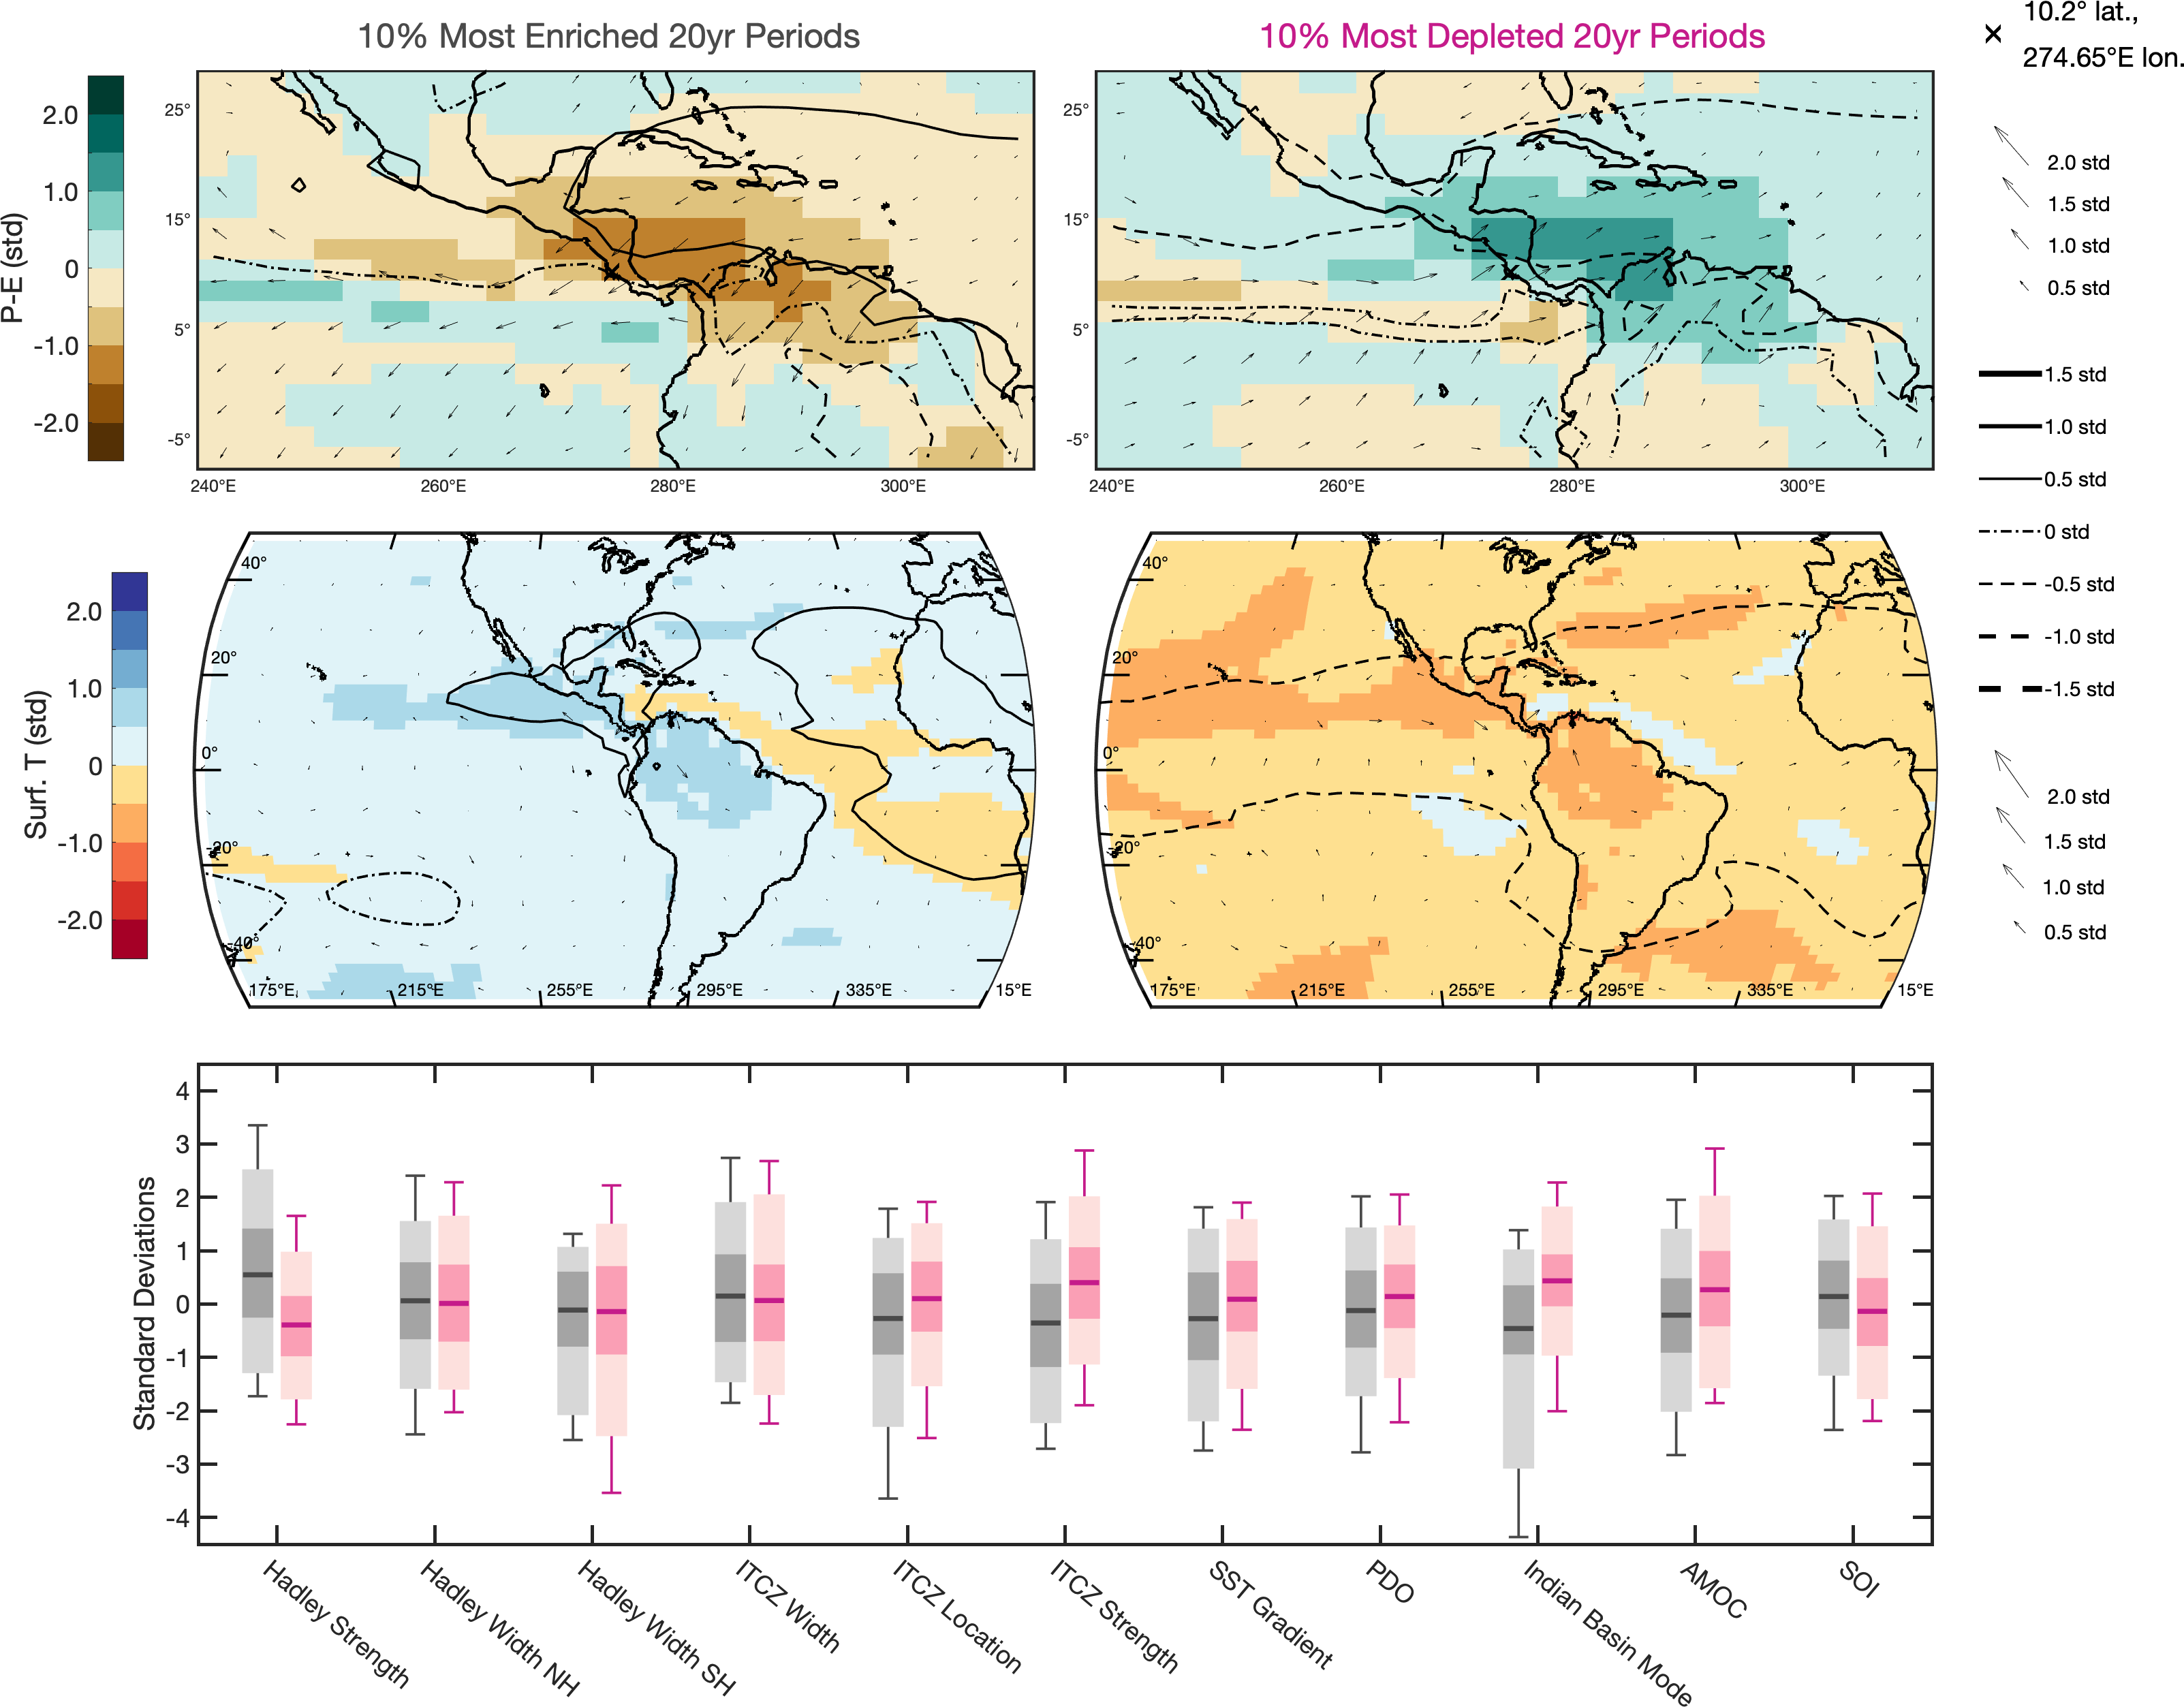 10% Most Enriched 20yr Periods
10% Most Depleted 20yr Periods
10.2° lat.,
274.65°E lon.
P-E (std)
2.0
1.0
0
-1.0
-2.0
25°
15°
5°
-5°
240°E 260°E 280°E 300°E
25°
15°
5°
-5°
240°E 260°E 280°E 300°E
2.0 std
1.5 std
1.0 std
0.5 std
1.5 std
1.0 std
0.5 std
0 std
-0.5 std
-1.0 std
-1.5 std
Surf. T (std)
2.0
1.0
0
-1.0
-2.0
40°
20°
0°
-20°
-40°
175°E 215°E 255°E 295°E 335°E 15°E
40°
20°
0°
-20°
-40°
175°E 215°E 255°E 295°E 335°E 15°E
2.0 std
1.5 std
1.0 std
0.5 std
Standard Deviations
4
3
2
1
0
-1
-2
-3
-4
Hadley Strength
Hadley Width NH
Hadley Width SH
ITCZ Width
ITCZ Location
ITCZ Strength
SST Gradient
PDO
Indian Basin Mode
AMOC
SOI